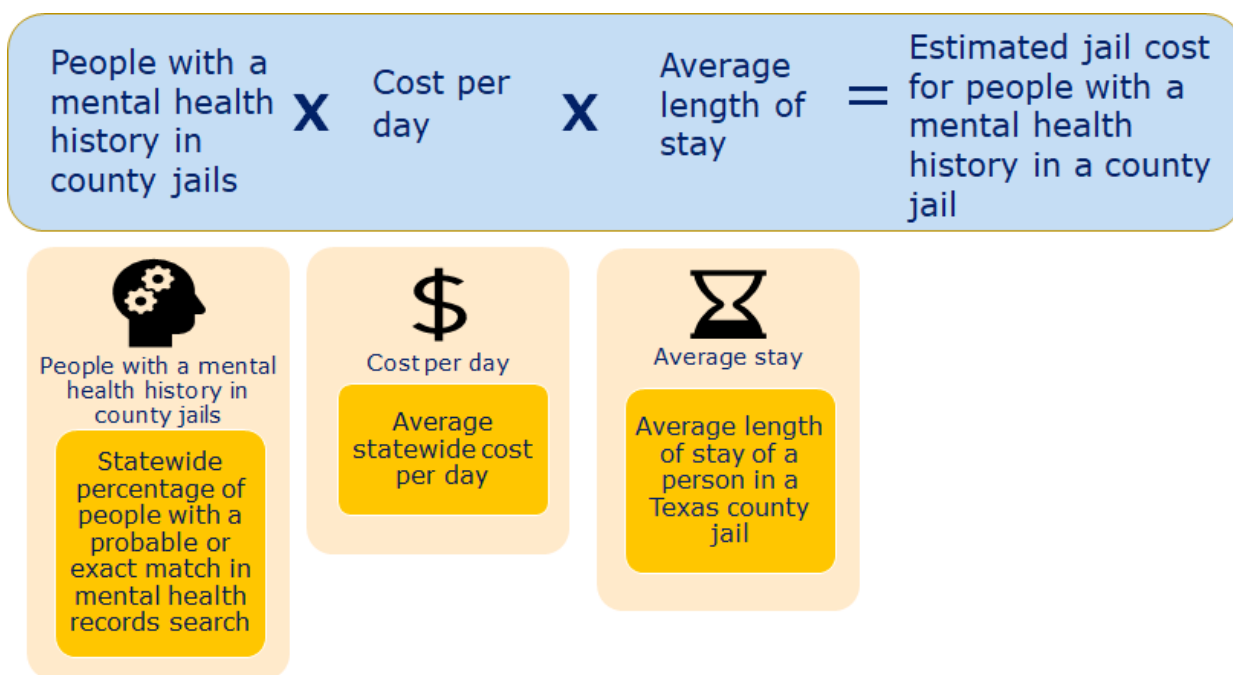 People with a
mental health
history in
county jails
X
Cost per
day
X
Average
length of
stay
=
Estimated jail cost
for people with a
mental health
history in a county
jail
$
People with a mental
health history in
county jails
Statewide
percentage of
people with a
probable or
exact match in
mental health
records search
Cost per day
Average
statewide cost
per day
Average stay
Average length
of stay of a
person in a
Texas county
jail